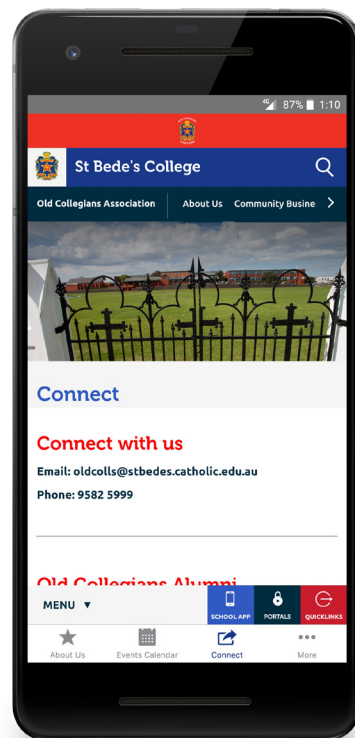 4G 87% 1:10
St Bede's College
Old Collegians Association About Us Community Busine
Connect
Connect with us
Email: oldcolls@stbedes.catholic.edu.au
Phone: 9582 5999
Old Collegians Alumni
MENU ▼
SCHOOL APP PORTALS QUICKLINKS
About Us Events Calendar Connect More